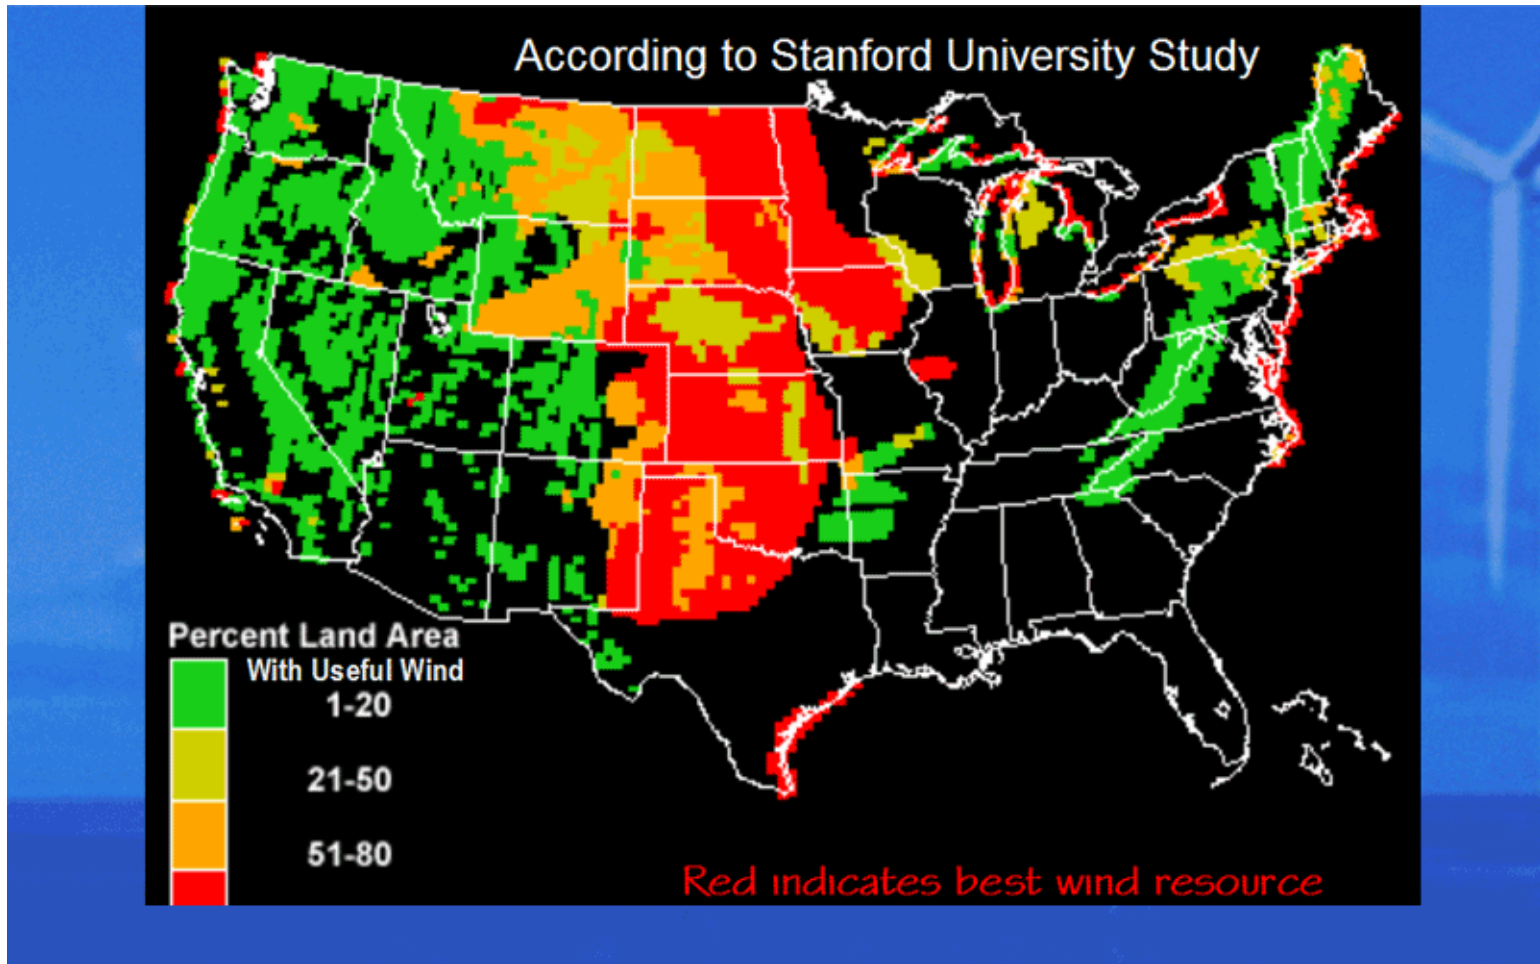 According to Stanford University Study
Percent Land Area
With Useful Wind
1-20
21-50
51-80
Red indicates best wind resource